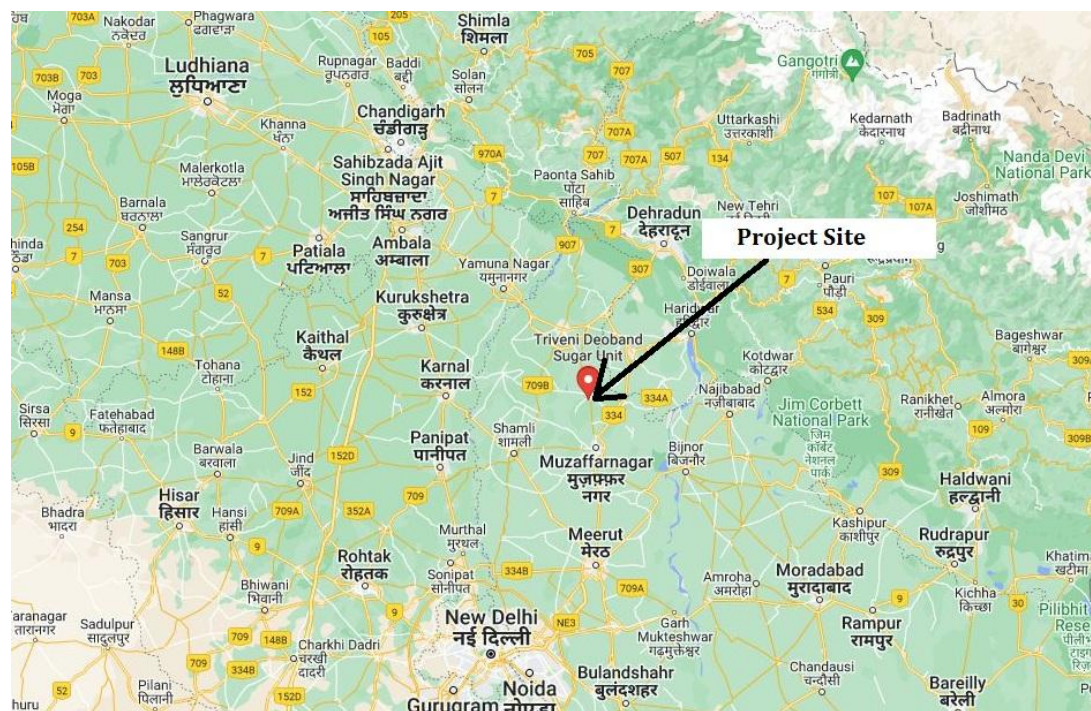 Nakodar
नकोदर
Phagwara
ਫਗਵਾੜਾ
205
Shimla
शिमला
705
Gangotri
गंगोत्री
703B
703
Ludhiana
ਲੁਧਿਆਣਾ
Rupnagar
ਰੂਪਨਗਰ
105
Baddi
बद्दी
Solan
सोलन
707
Moga
ਮੋਗਾ
Khanna
ਖੰਨਾ
Chandigarh
चंडीगढ़
707A
Uttarkashi
उत्तरकाशी
Kedarnath
केदारनाथ
Badrinath
बद्रीनाथ
105B
Malerkotla
ਮਾਲੇਰਕੋਟਲਾ
Sahibzada Ajit
Singh Nagar
ਸਾਹਿਬਜ਼ਾਦਾ
ਅਜੀਤ ਸਿੰਘ ਨਗਰ
970A
707
707A
507
134
Nanda Devi
National Park
7
Paonta Sahib
पोंटा
साहिब
107
107A
Joshimath
जोशीमठ
Barnala
ਬਰਨਾਲਾ
254
Sangrur
ਸੰਗਰੂਰ
7
703
Patiala
ਪਟਿਆਲਾ
Ambala
अम्बाला
Dehradun
देहरादून
New Tehri
Project Site
907
7
Yamuna Nagar
यमुनानगर
307
Doiwala
डोईवाला
7
Pauri
पौड़ी
Mansa
ਮਾਨਸਾ
52
Kurukshetra
कुरुक्षेत्र
Haridwar
हरिद्वार
534
309
148B
Kaithal
कैथल
Triveni Deoband
Sugar Unit
Bageshwar
बागेश्वर
Tohana
टोहाना
Karnal
करनाल
709B
334A
Kotdwar
कोटद्वार
Najibabad
नज़ीबाबाद
152
334
Jim Corbett
National Park
जिम
कॉर्बेट
नेशनल
पार्क
Ranikhet
रानीखेत
Almora
अल्मोरा
Sirsa
सिरसा
9
Fatehabad
फतेहाबाद
Shamli
शामली
109
309B
Barwala
बरवाला
Jind
जींद
152D
Panipat
पानीपत
Muzaffarnagar
मुज़फ़्फ़र
नगर
Bijnor
बिजनौर
309
Haldwani
हल्द्वानी
Hisar
हिसार
Hansi
हांसी
709A
352A
709
Bhadra
भादरा
Kashipur
काशीपुर
Rudrapur
रुद्रपुर
9
Murthal
मुरथल
Meerut
मेरठ
Rohtak
रोहतक
Sonipat
सोनीपत
334B
709A
Amroha
अमरोहा
Moradabad
मुरादाबाद
Kichha
किच्छा
30
Bhiwani
भिवानी
9
New Delhi
नई दिल्ली
NE3
Garh
Mukteshwar
गढ़मुक्तेश्वर
Rampur
रामपुर
9
Pilibhit
Taranagar
तारानगर
Sadulpur
सादुलपुर
709
148B
Charkhi Dadri
चरखी
दादरी
709
334B
Noida
नोएडा
Bulandshahr
बुलंदशहर
Chandausi
चन्दौसी
52
Pilani
पिलानी
152D
Gurugram
Bareilly
बरेली